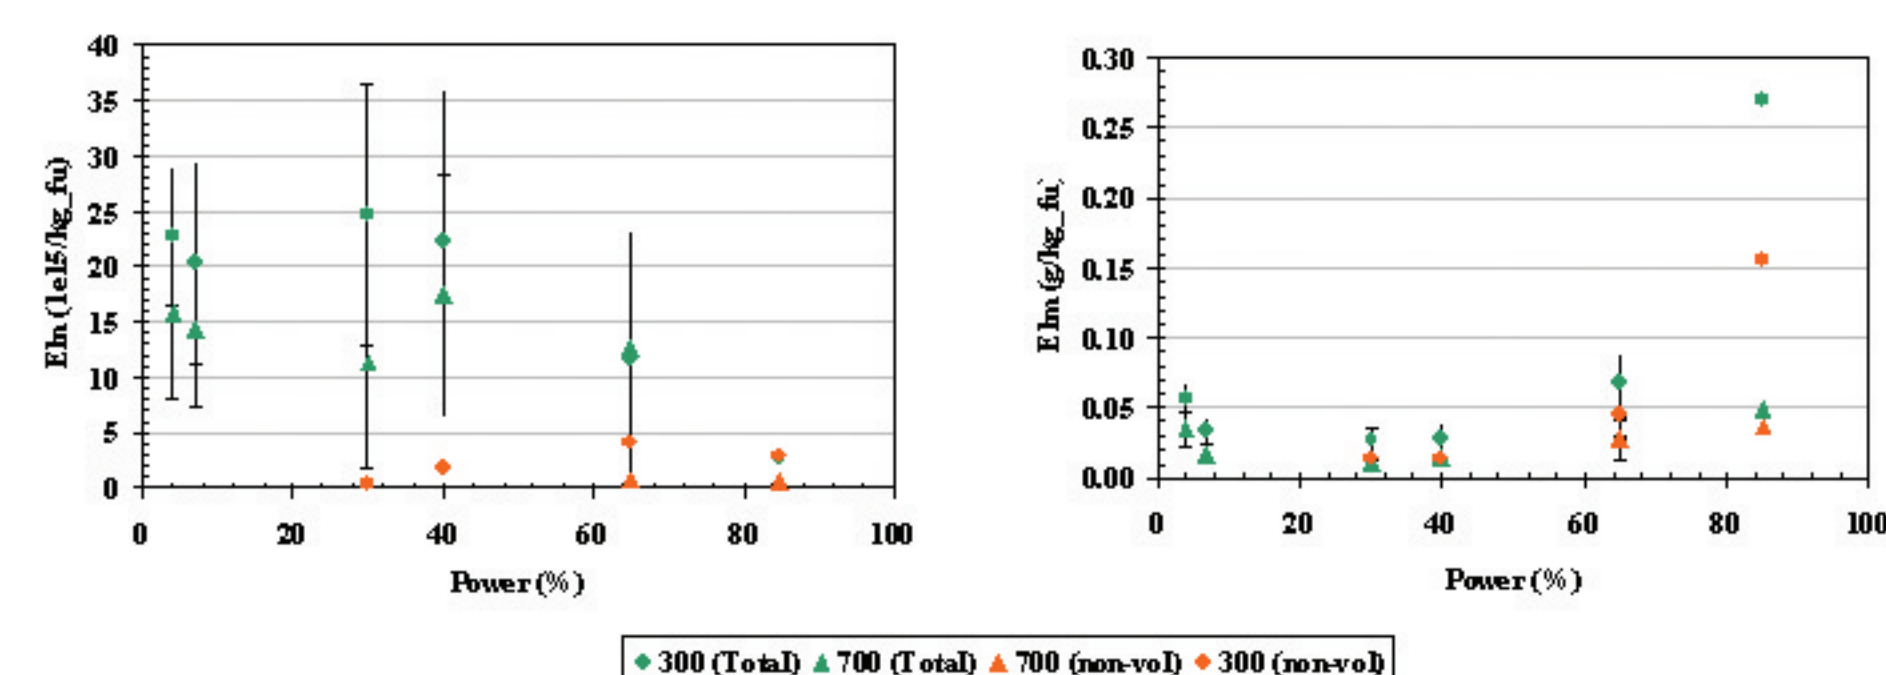 40
35
30
25
20
15
10
5
0
EIn (1e15/kg_fu)
0 20 40 60 80 100
Power (%)
0.30
0.25
0.20
0.15
0.10
0.05
0.00
EIm (g/kg_fu)
0 20 40 60 80 100
Power (%)
300 (Total) 700 (Total) 700 (non-vol) 300 (non-vol)